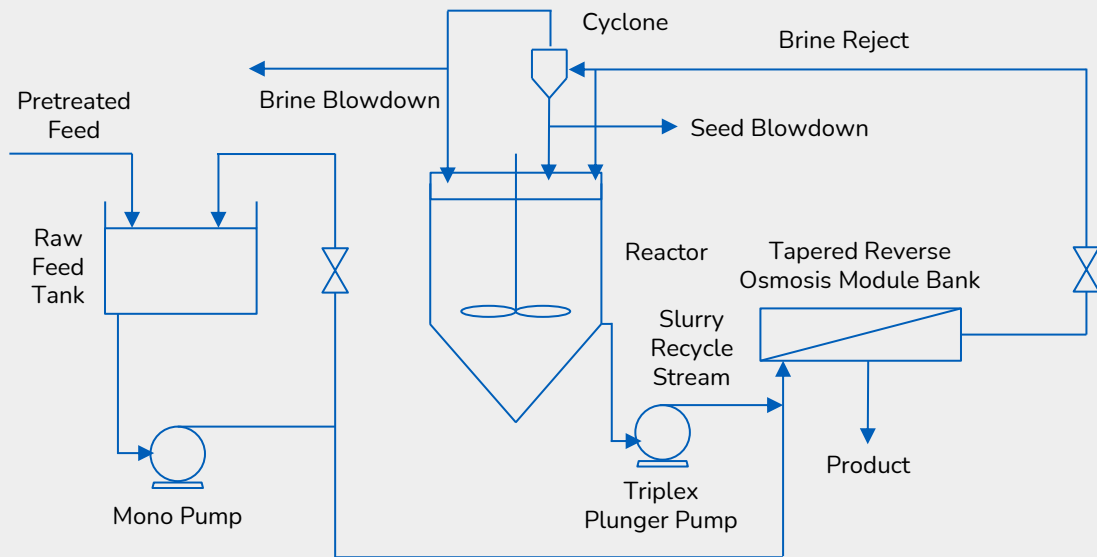 Cyclone
Brine Reject
Brine Blowdown
Pretreated
Feed
Seed Blowdown
Raw
Feed
Tank
Reactor
Tapered Reverse
Osmosis Module Bank
Slurry
Recycle
Stream
Product
Mono Pump
Triplex
Plunger Pump